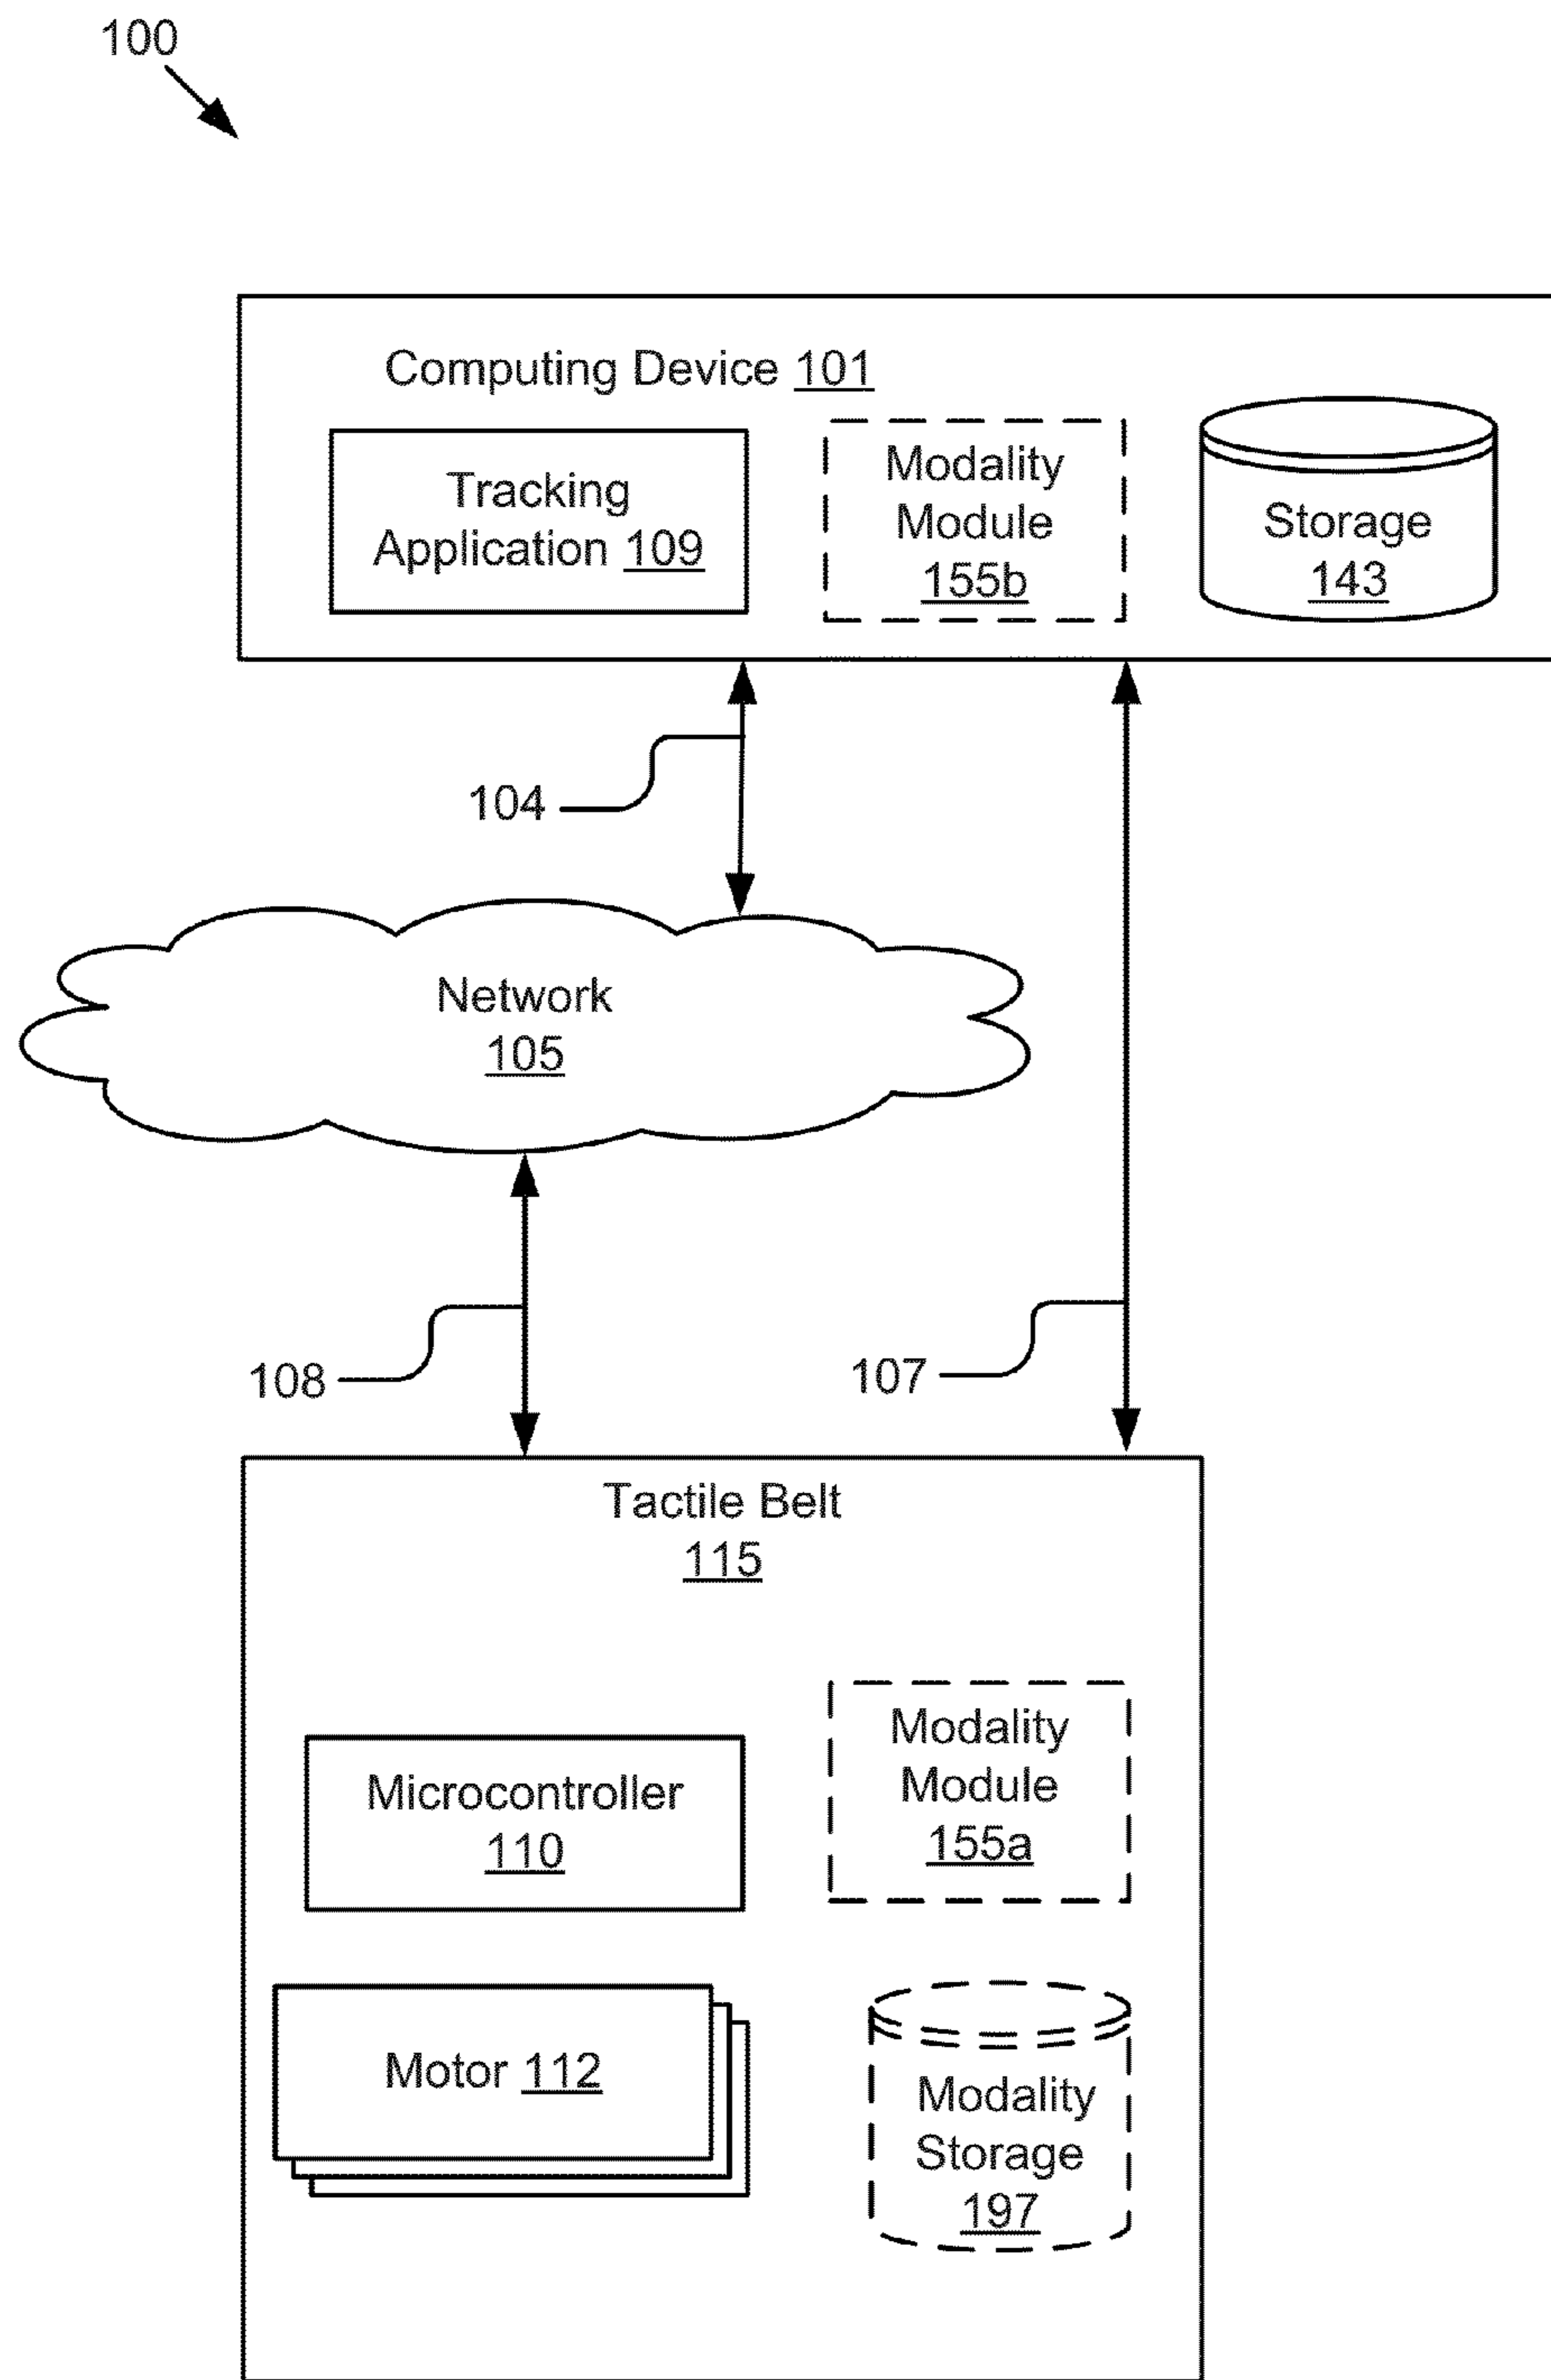 100
Computing Device 101
Tracking
Application 109
Modality
Module
155b
Storage
143
104
Network
105
108
107
Tactile Belt
115
Microcontroller
110
Modality
Module
155a
Motor 112
Modality
Storage
197